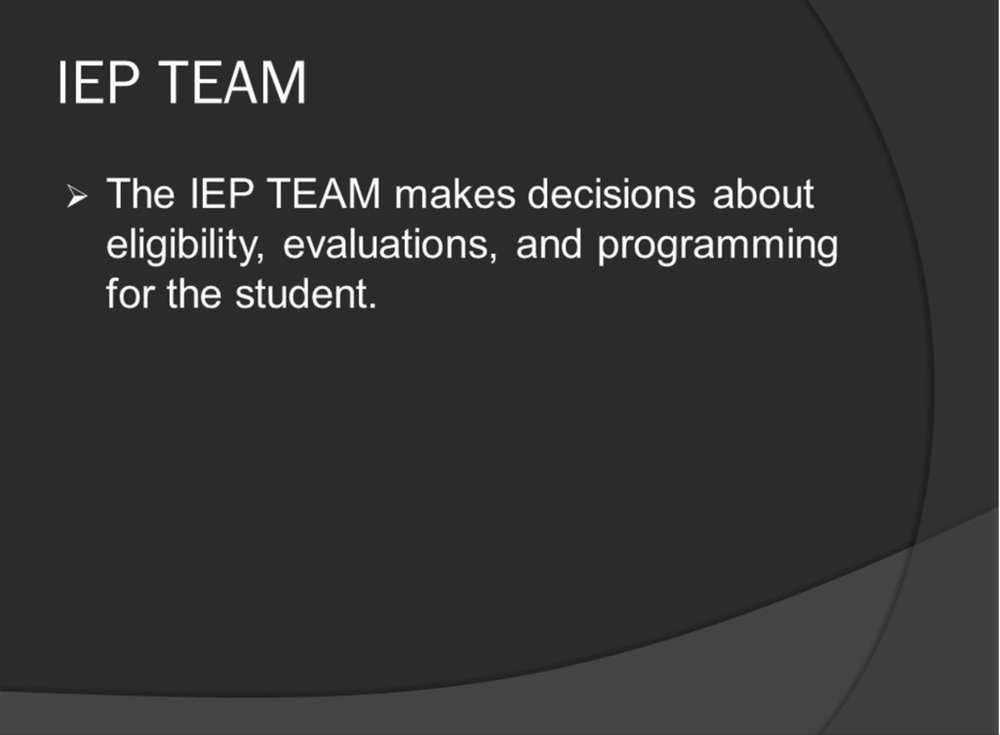 IEP TEAM
The IEP TEAM makes decisions about
eligibility, evaluations, and programming
for the student.